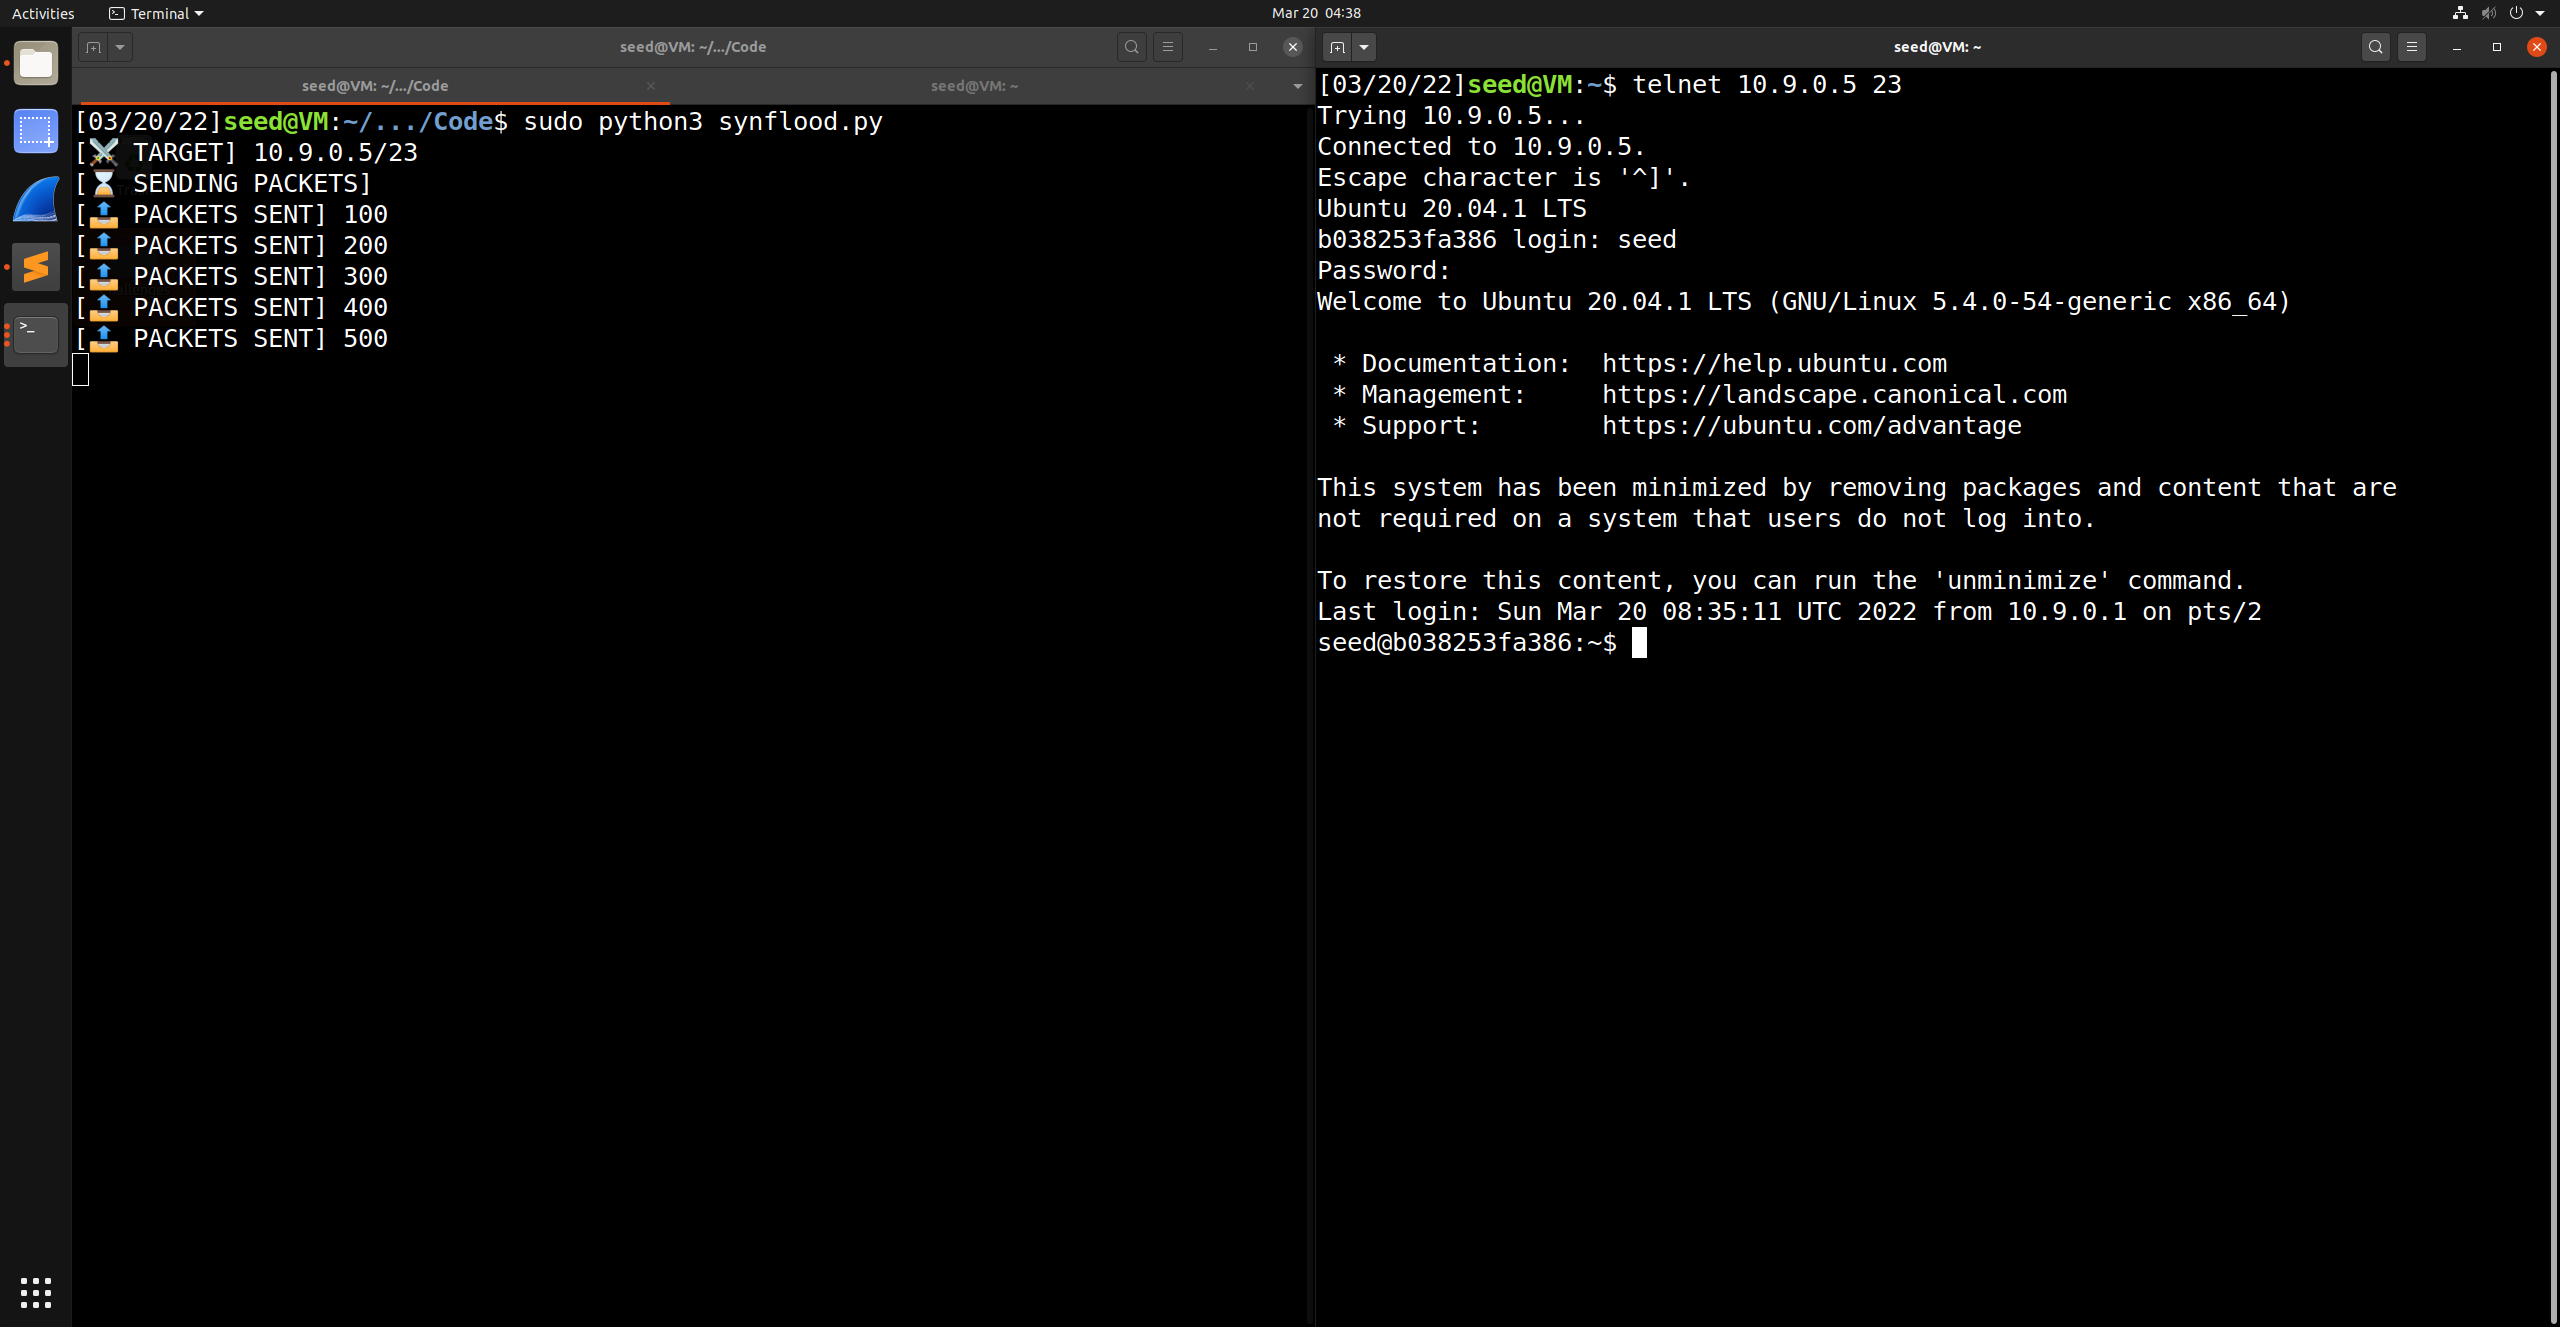 Activities Terminal Mar 20 04:38
seed@VM: ~/.../Code
seed@VM: ~/.../Code seed@VM: ~
[03/20/22]seed@VM:~/.../Code$ sudo python3 synflood.py
[⚔️ TARGET] 10.9.0.5/23
[⌛ SENDING PACKETS]
[📤 PACKETS SENT] 100
[📤 PACKETS SENT] 200
[📤 PACKETS SENT] 300
[📤 PACKETS SENT] 400
[📤 PACKETS SENT] 500
seed@VM: ~
[03/20/22]seed@VM:~$ telnet 10.9.0.5 23
Trying 10.9.0.5...
Connected to 10.9.0.5.
Escape character is '^]'.
Ubuntu 20.04.1 LTS
b038253fa386 login: seed
Password:
Welcome to Ubuntu 20.04.1 LTS (GNU/Linux 5.4.0-54-generic x86_64)
* Documentation:  https://help.ubuntu.com
* Management:     https://landscape.canonical.com
* Support:        https://ubuntu.com/advantage
This system has been minimized by removing packages and content that are
not required on a system that users do not log into.
To restore this content, you can run the 'unminimize' command.
Last login: Sun Mar 20 08:35:11 UTC 2022 from 10.9.0.1 on pts/2
seed@b038253fa386:~$